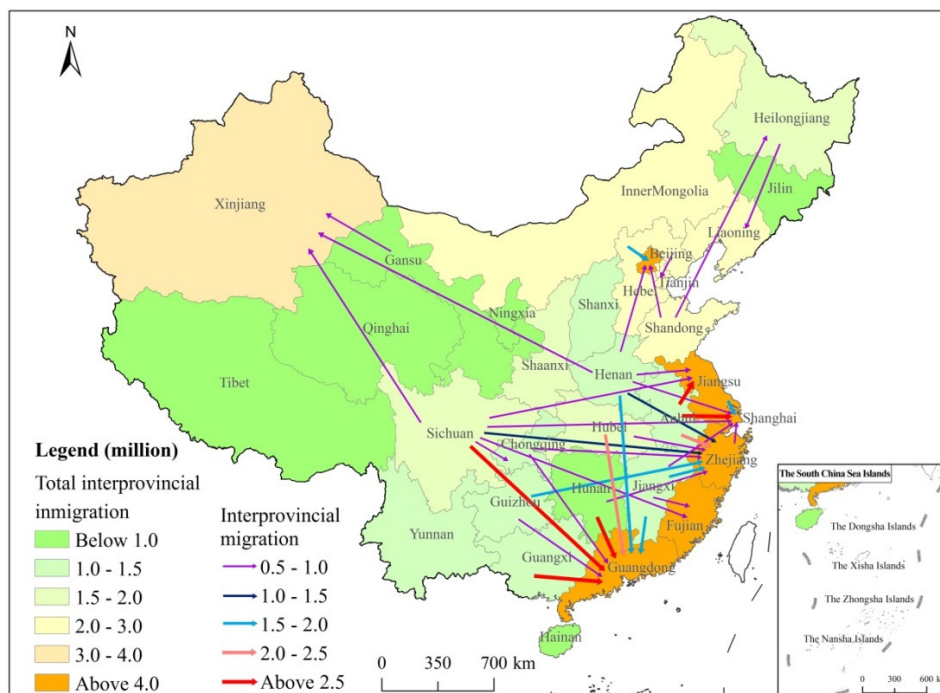 N
Heilongjiang
Jilin
InnerMongolia
Liaoning
Xinjiang
Gansu
Beijing
Tianjin
Hebei
Shanxi
Ningxia
Shandong
Qinghai
Shaanxi
Henan
Jiangsu
Tibet
Anhui
Shanghai
Hubei
Sichuan
Chongqing
Zhejiang
Hunan
Jiangxi
Guizhou
Fujian
Yunnan
Guangxi
Guangdong
Hainan
Legend (million)
Total interprovincial
inmigration
Below 1.0
1.0 - 1.5
1.5 - 2.0
2.0 - 3.0
3.0 - 4.0
Above 4.0
Interprovincial
migration
0.5 - 1.0
1.0 - 1.5
1.5 - 2.0
2.0 - 2.5
Above 2.5
0 350 700 km
The South China Sea Islands
The Dongsha Islands
The Xisha Islands
The Zhongsha Islands
The Nansha Islands
0 600 k